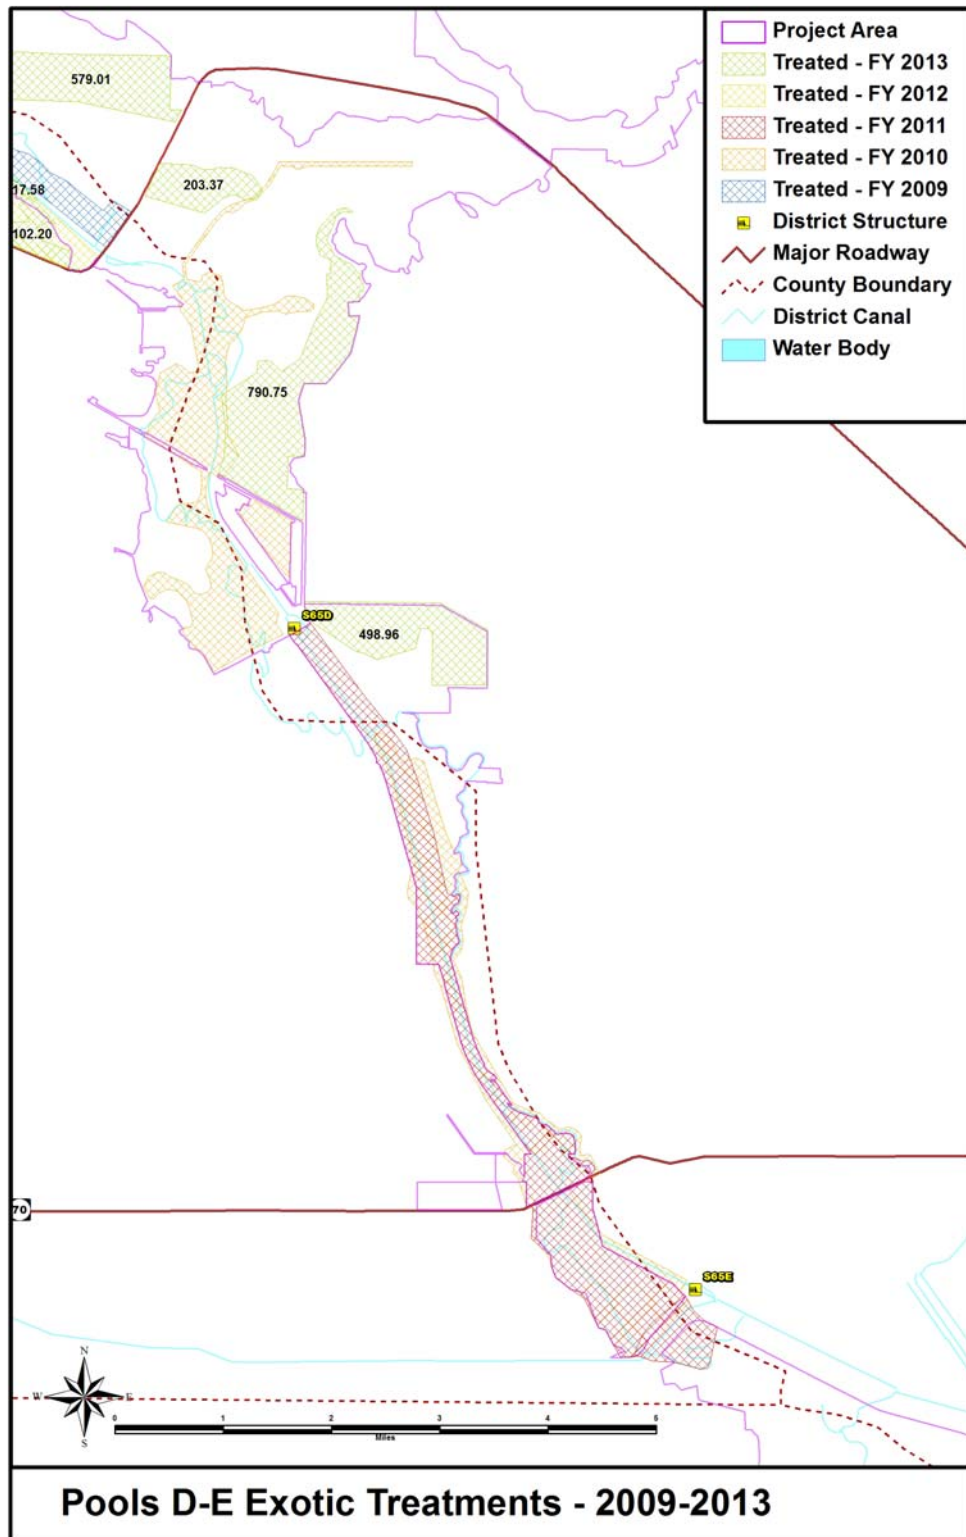 Project Area
Treated - FY 2013
Treated - FY 2012
Treated - FY 2011
Treated - FY 2010
Treated - FY 2009
District Structure
Major Roadway
County Boundary
District Canal
Water Body
579.01
203.37
17.58
102.20
790.75
S65D
498.96
70
S65E
N
W E
S
0 1 2 3 4 5
Miles
Pools D-E Exotic Treatments - 2009-2013